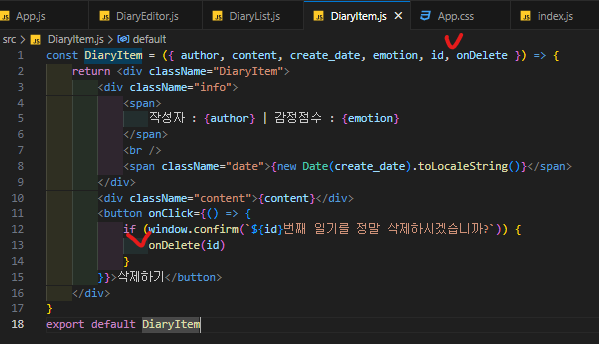 App.js DiaryEditor.js DiaryList.js DiaryItem.js App.css index.js
src > DiaryItem.js > default
1 const DiaryItem = ({ author, content, create_date, emotion, id, onDelete }) => {
2 return <div className="DiaryItem">
3 <div className="info">
4 <span>
5 작성자 : {author} | 감정점수 : {emotion}
6 </span>
7 <br />
8 <span className="date">{new Date(create_date).toLocaleString()}</span>
9 </div>
10 <div className="content">{content}</div>
11 <button onClick={() => {
12 if (window.confirm(`${id}번째 일기를 정말 삭제하시겠습니까?`)) {
13 onDelete(id)
14 }
15 }}>삭제하기</button>
16 </div>
17 }
18 export default DiaryItem